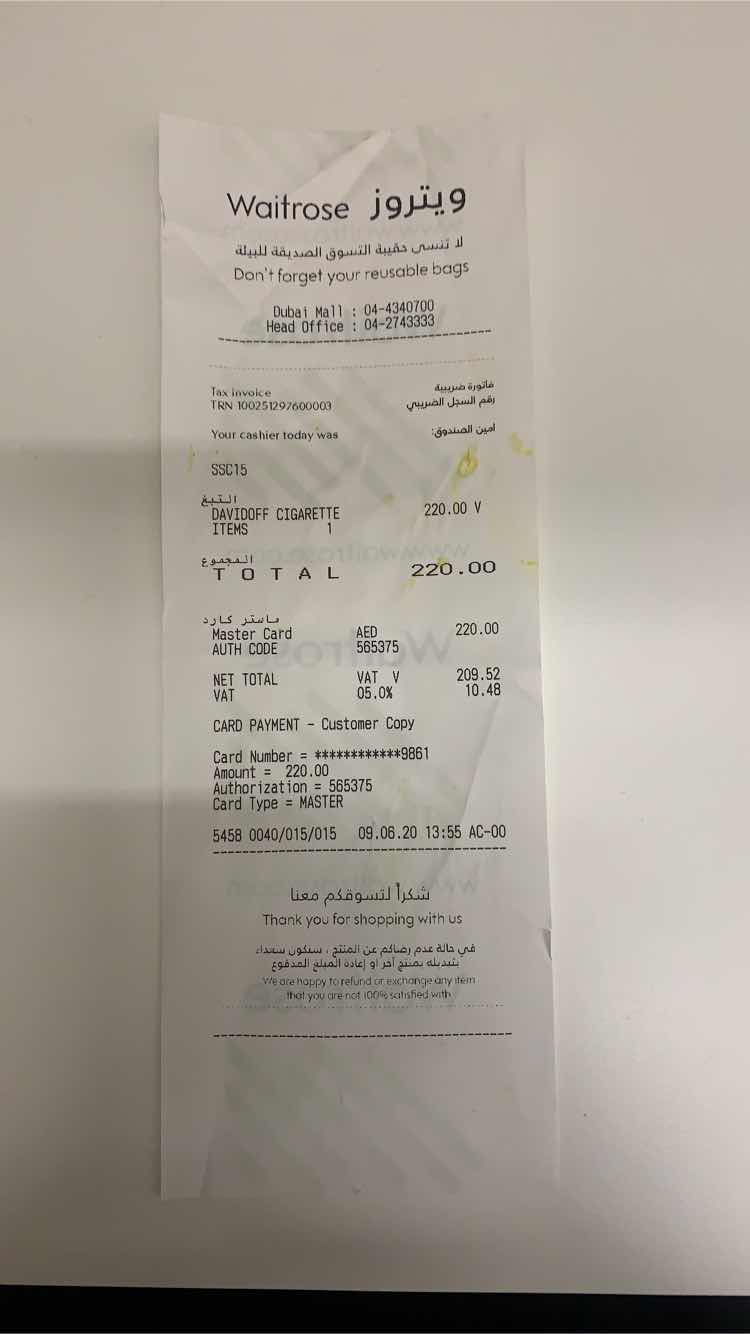 Waitrose ويتروز
لا تنسى حقيبة التسوق الصديقة للبيئة
Don't forget your reusable bags
Dubai Mall : 04-4340700
Head Office : 04-2743333
Tax invoice فاتورة ضريبية
TRN 100251297600003 رقم السجل الضريبي
Your cashier today was أمين الصندوق:
SSC15
التبغ
DAVIDOFF CIGARETTE 220.00 V
ITEMS 1
المجموع
TOTAL 220.00
ماستر كارد
Master Card AED 220.00
AUTH CODE 565375
NET TOTAL VAT V 209.52
VAT 05.0% 10.48
CARD PAYMENT - Customer Copy
Card Number = ************9861
Amount = 220.00
Authorization = 565375
Card Type = MASTER
5458 0040/015/015 09.06.20 13:55 AC-00
شكراً لتسوقكم معنا
Thank you for shopping with us
في حالة عدم رضاكم عن المنتج ، سنكون سعداء
بتبديله بمنتج آخر او إعادة المبلغ المدفوع
We are happy to refund or exchange any item
that you are not 100% satisfied with